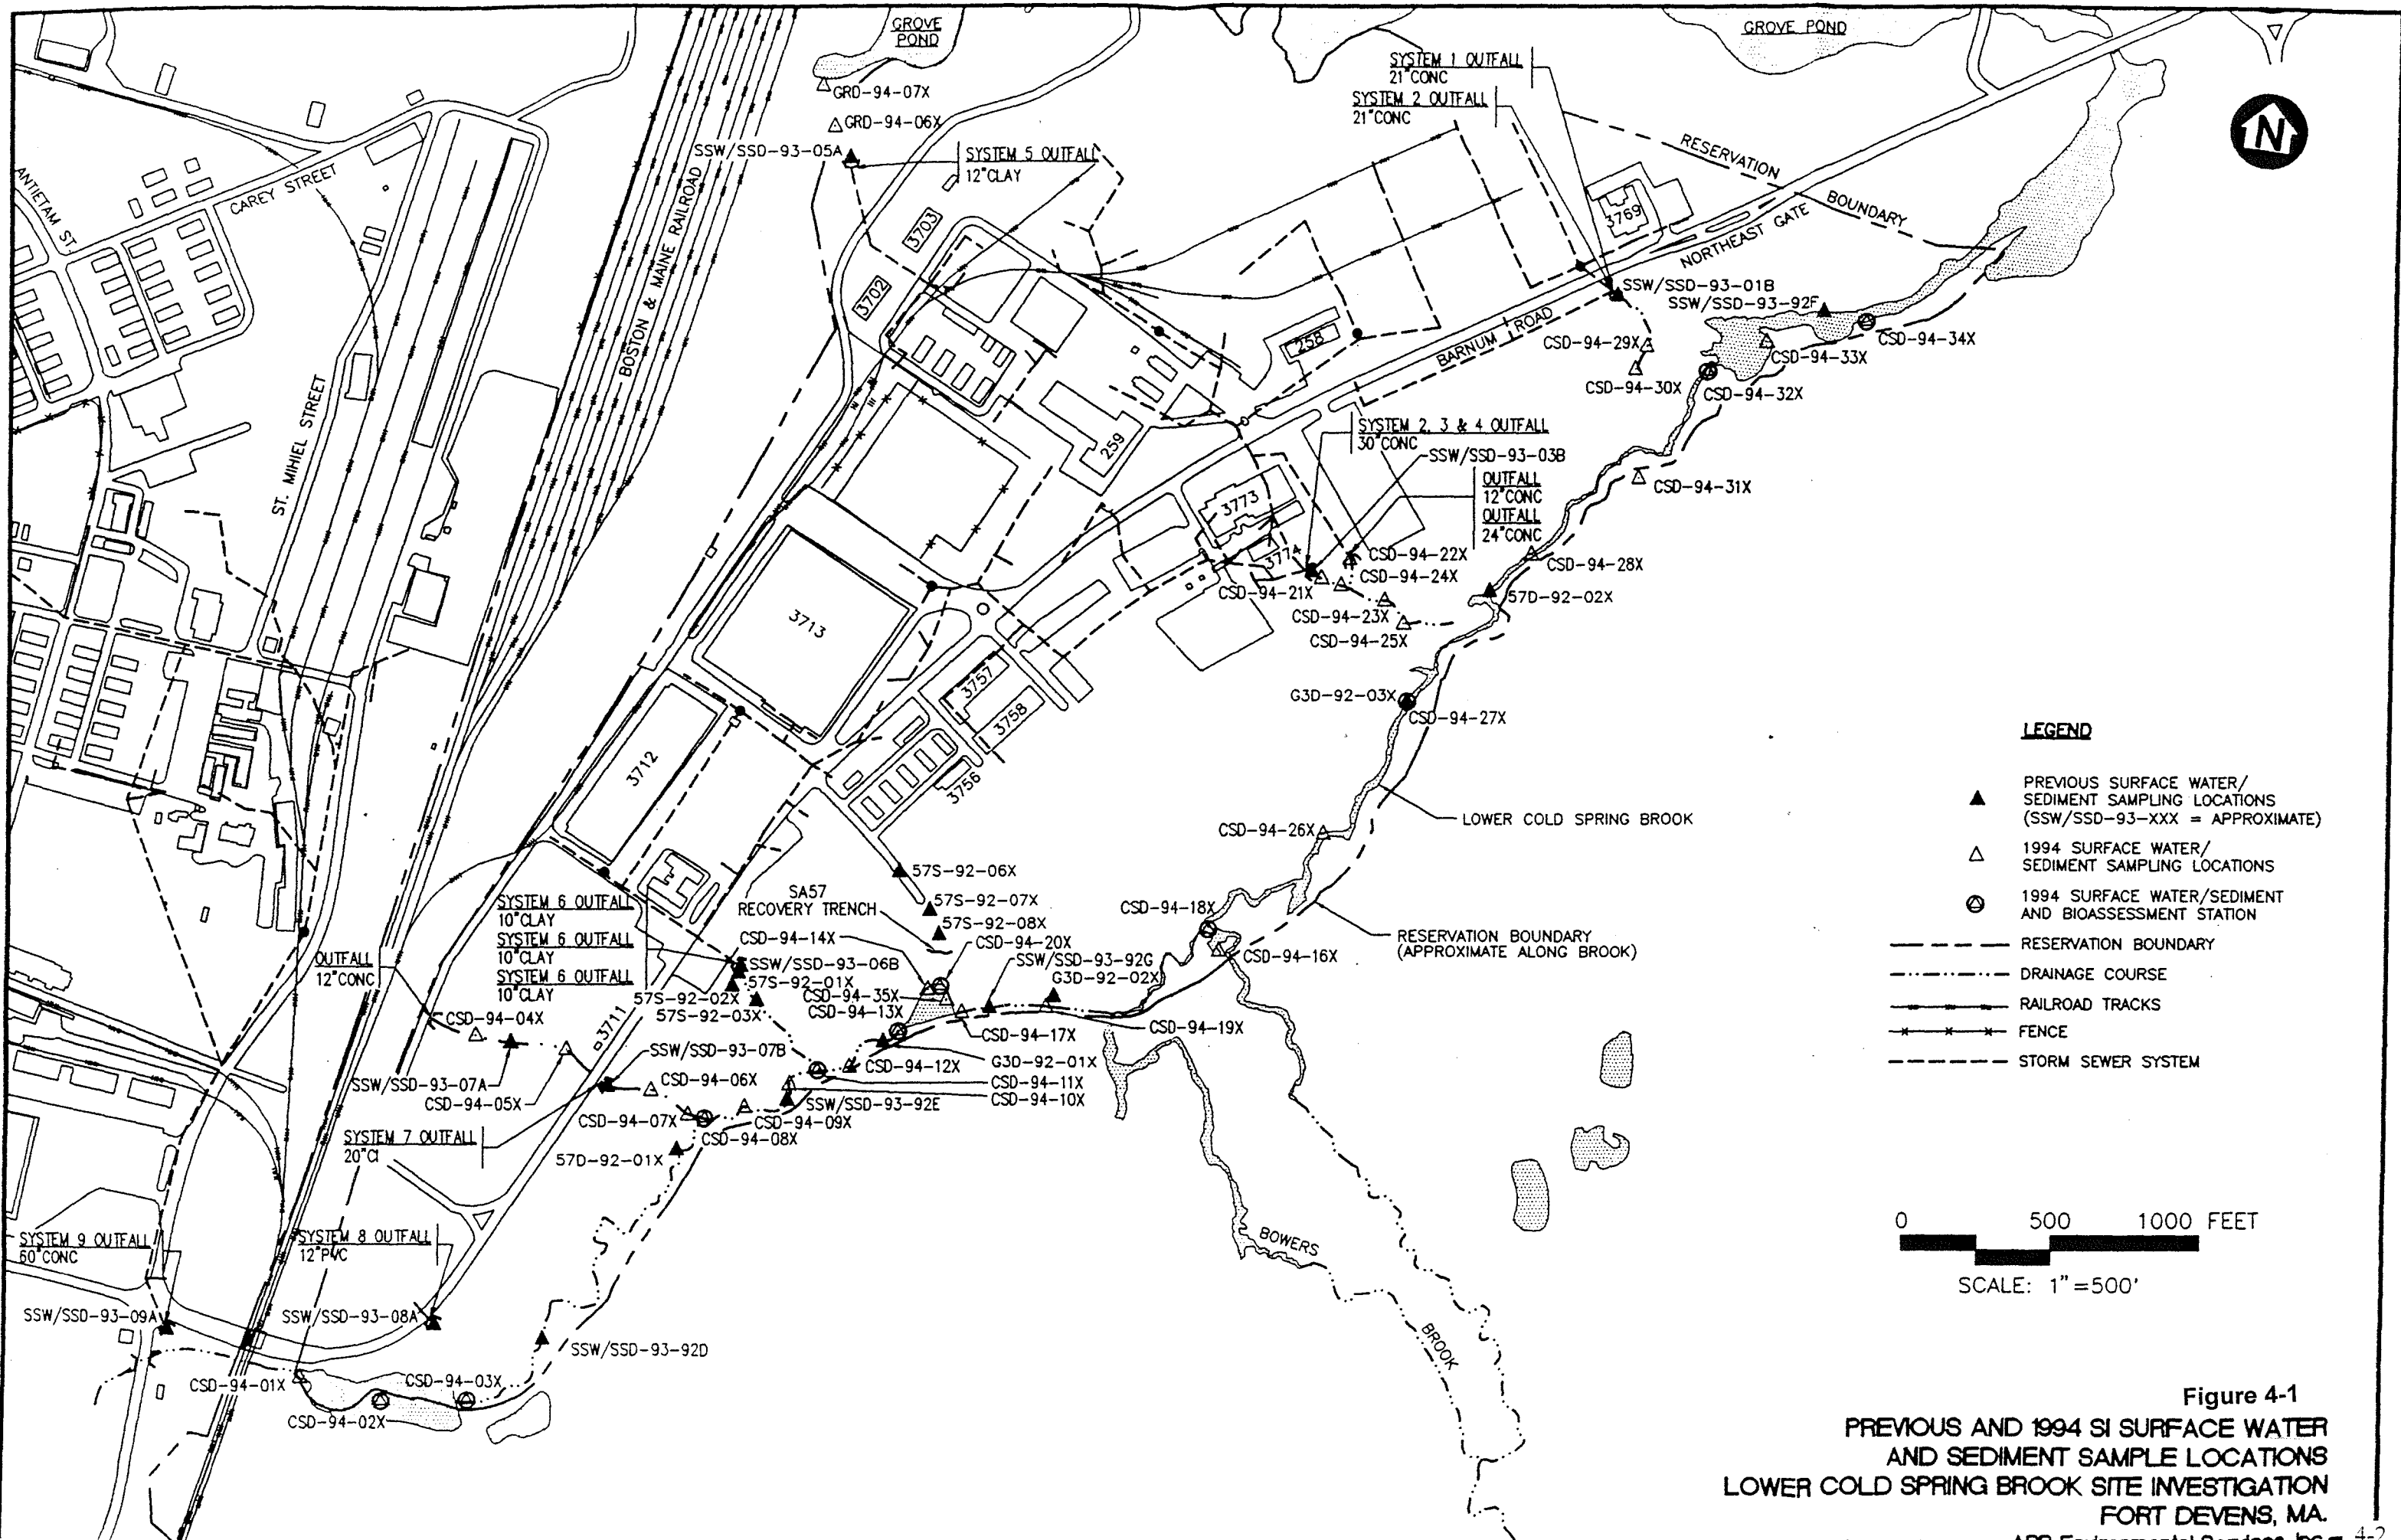 GROVE
POND
GROVE POND
SYSTEM 1 OUTFALL
21"CONC
SYSTEM 2 OUTFALL
21"CONC
GRD-94-07X
GRD-94-06X
SSW/SSD-93-05A
SYSTEM 5 OUTFALL
12"CLAY
RESERVATION
BOUNDARY
ANTIETAM ST.
CAREY STREET
BOSTON & MAINE RAILROAD
3703
3702
3769
NORTHEAST GATE
SSW/SSD-93-01B
SSW/SSD-93-92F
258
BARNUM ROAD
CSD-94-29X
CSD-94-30X
CSD-94-34X
CSD-94-33X
CSD-94-32X
ST. MIHIEL STREET
259
SYSTEM 2, 3 & 4 OUTFALL
30"CONC
SSW/SSD-93-03B
OUTFALL
12"CONC
OUTFALL
24"CONC
CSD-94-31X
3773
3774
CSD-94-22X
CSD-94-24X
CSD-94-21X
CSD-94-23X
CSD-94-25X
CSD-94-28X
57D-92-02X
3713
3757
3758
G3D-92-03X
CSD-94-27X
3712
3756
LOWER COLD SPRING BROOK
CSD-94-26X
57S-92-06X
SA57
RECOVERY TRENCH
57S-92-07X
57S-92-08X
CSD-94-18X
SYSTEM 6 OUTFALL
10"CLAY
SYSTEM 6 OUTFALL
10"CLAY
SYSTEM 6 OUTFALL
10"CLAY
CSD-94-14X
CSD-94-20X
SSW/SSD-93-92G
G3D-92-02X
RESERVATION BOUNDARY
(APPROXIMATE ALONG BROOK)
CSD-94-16X
OUTFALL
12"CONC
SSW/SSD-93-06B
57S-92-01X
57S-92-02X
57S-92-03X
CSD-94-35X
CSD-94-13X
CSD-94-04X
3711
CSD-94-17X
CSD-94-19X
SSW/SSD-93-07B
SSW/SSD-93-07A
CSD-94-05X
CSD-94-06X
CSD-94-12X
G3D-92-01X
CSD-94-11X
CSD-94-10X
SSW/SSD-93-92E
CSD-94-07X
CSD-94-09X
CSD-94-08X
SYSTEM 7 OUTFALL
20"CI
57D-92-01X
SYSTEM 9 OUTFALL
60"CONC
SYSTEM 8 OUTFALL
12"PVC
BOWERS
BROOK
SSW/SSD-93-09A
SSW/SSD-93-08A
SSW/SSD-93-92D
CSD-94-01X
CSD-94-03X
CSD-94-02X
N
LEGEND
PREVIOUS SURFACE WATER/
SEDIMENT SAMPLING LOCATIONS
(SSW/SSD-93-XXX = APPROXIMATE)
1994 SURFACE WATER/
SEDIMENT SAMPLING LOCATIONS
1994 SURFACE WATER/SEDIMENT
AND BIOASSESSMENT STATION
RESERVATION BOUNDARY
DRAINAGE COURSE
RAILROAD TRACKS
FENCE
STORM SEWER SYSTEM
0 500 1000 FEET
SCALE: 1"=500'
Figure 4-1
PREVIOUS AND 1994 SI SURFACE WATER
AND SEDIMENT SAMPLE LOCATIONS
LOWER COLD SPRING BROOK SITE INVESTIGATION
FORT DEVENS, MA.
4-2